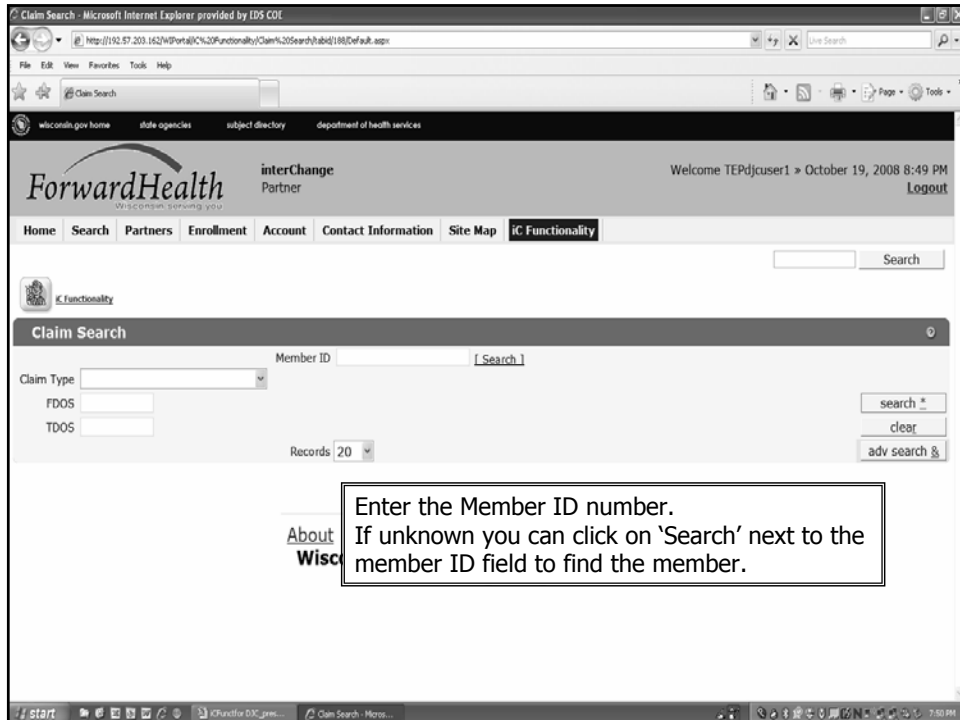 Claim Search - Microsoft Internet Explorer provided by EDS COE
http://192.57.203.162/WIPortal/iC%20Functionality/Claim%20Search/tabid/188/Default.aspx
Live Search
File Edit View Favorites Tools Help
Claim Search
Page Tools
wisconsin.gov home state agencies subject directory department of health services
ForwardHealth
Wisconsin serving you
interChange
Partner
Welcome TEPdjcuser1 » October 19, 2008 8:49 PM
Logout
Home Search Partners Enrollment Account Contact Information Site Map iC Functionality
Search
iC Functionality
Claim Search
Member ID [ Search ]
Claim Type
FDOS
search *
TDOS
clear
Records 20
adv search &
Enter the Member ID number.
If unknown you can click on ‘Search’ next to the
member ID field to find the member.
About
Wisc
start
Claim Search - Micros...
7:50 PM